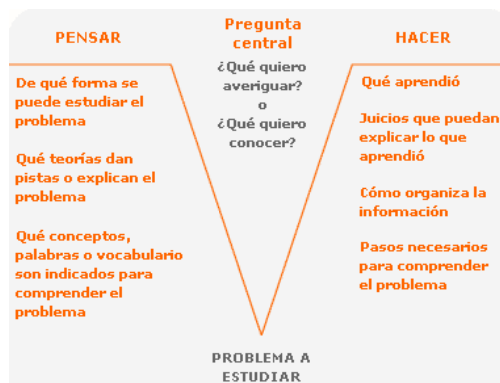 PENSAR
De qué forma se
puede estudiar el
problema
Qué teorías dan
pistas o explican el
problema
Qué conceptos,
palabras o vocabulario
son indicados para
comprender el
problema
Pregunta
central
¿Qué quiero
averiguar?
o
¿Qué quiero
conocer?
HACER
Qué aprendió
Juicios que puedan
explicar lo que
aprendió
Cómo organiza la
información
Pasos necesarios
para comprender
el problema
PROBLEMA A
ESTUDIAR